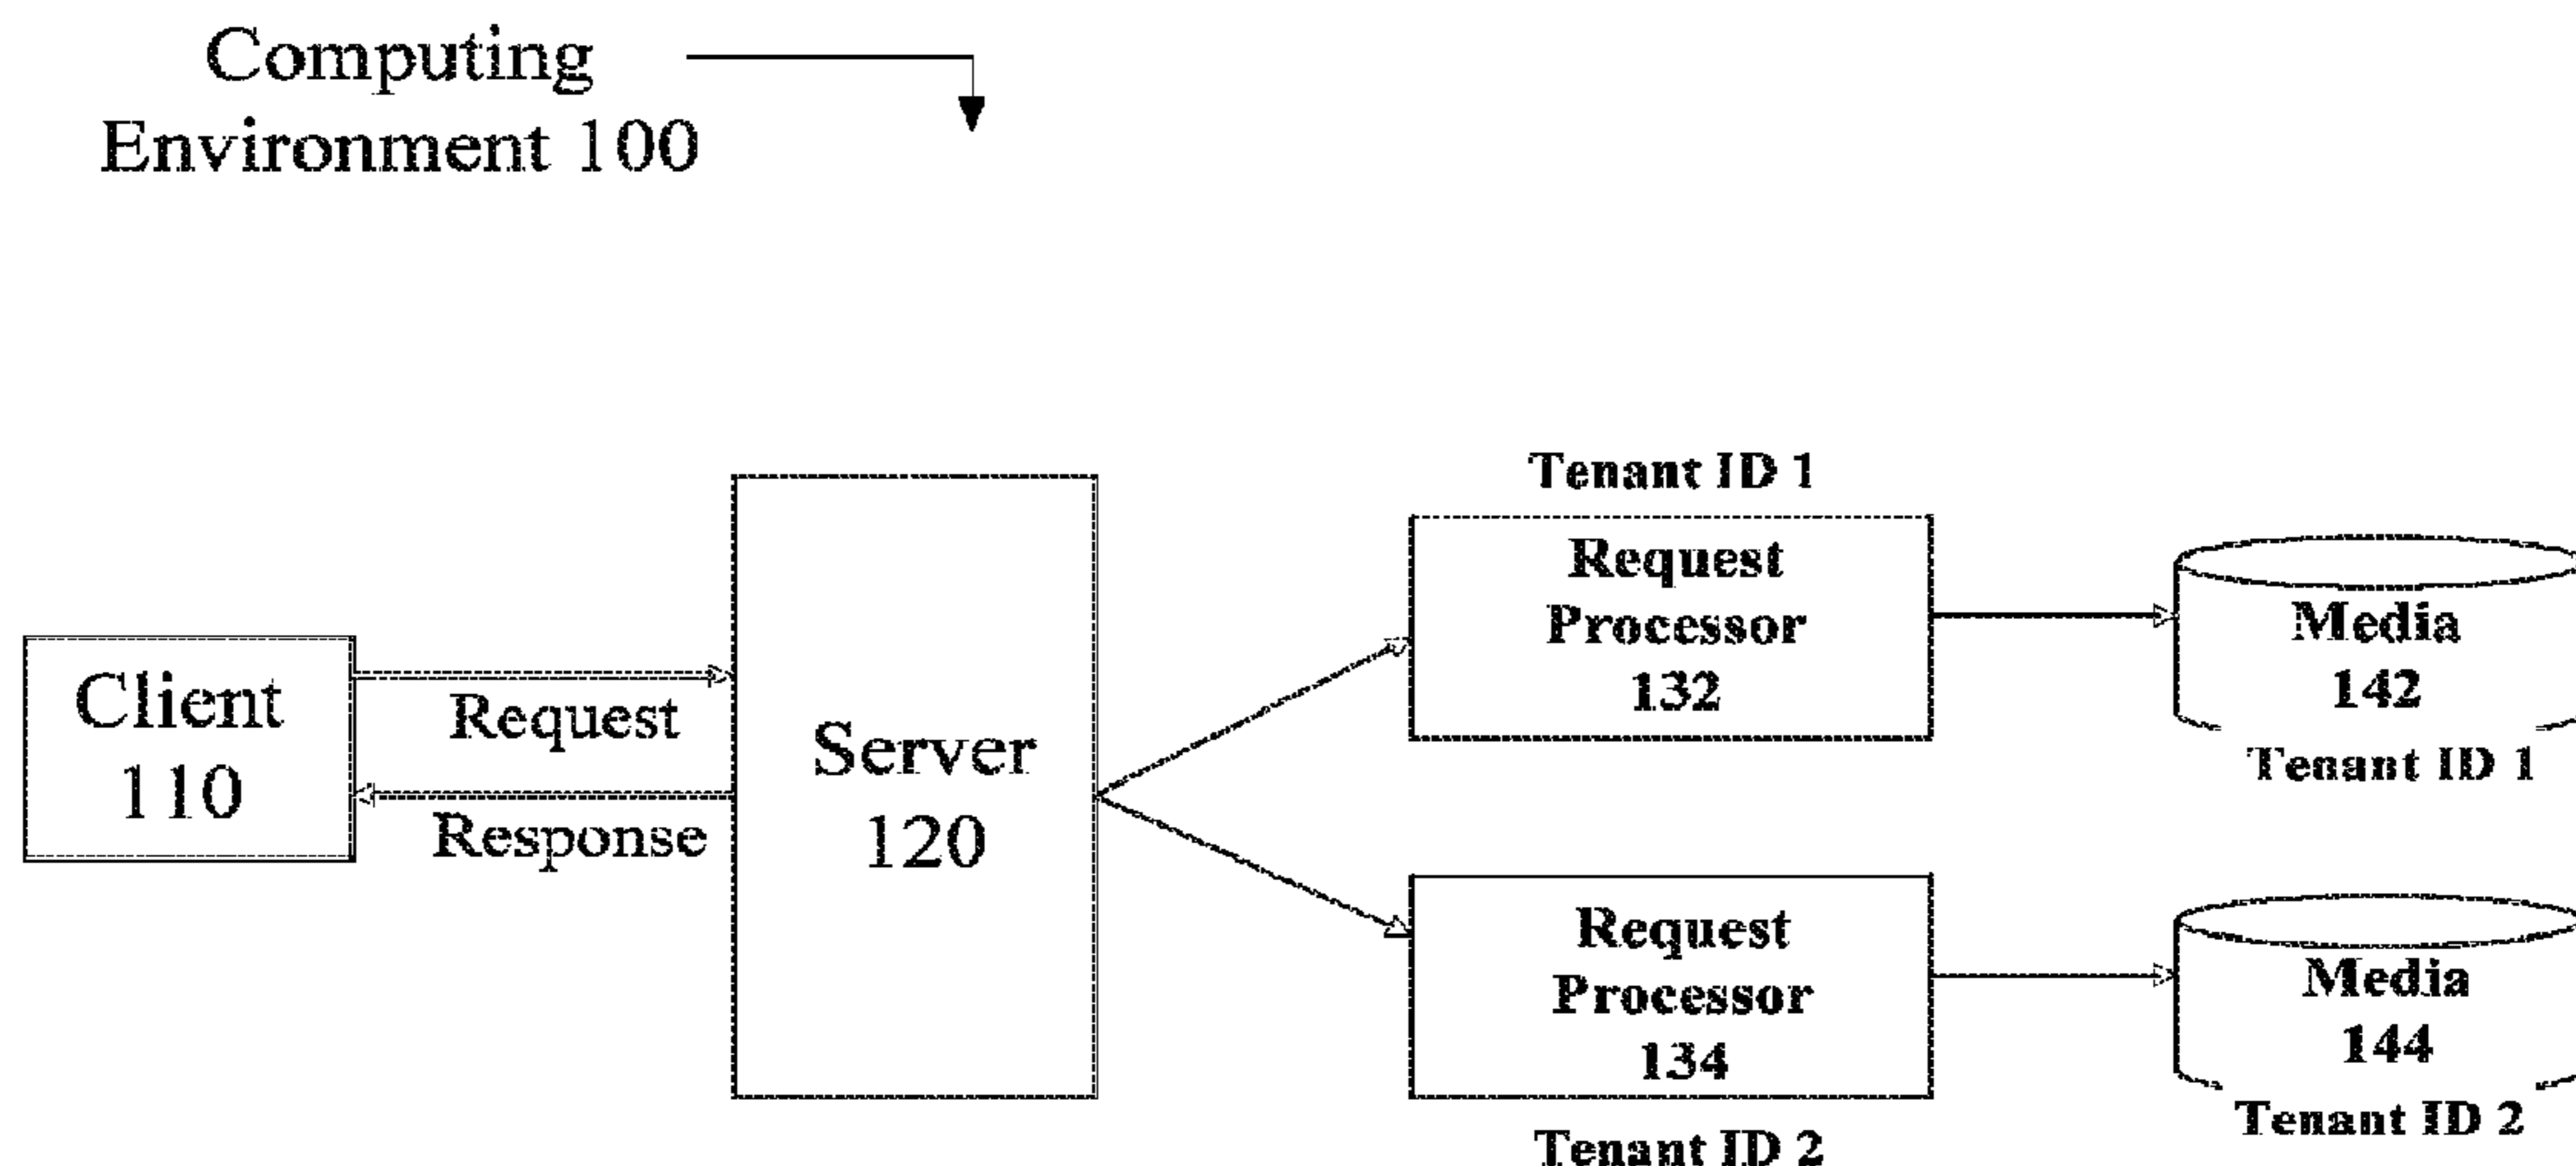 Computing
Environment 100
Client
110
Request
Response
Server
120
Tenant ID 1
Request
Processor
132
Media
142
Tenant ID 1
Request
Processor
134
Tenant ID 2
Media
144
Tenant ID 2